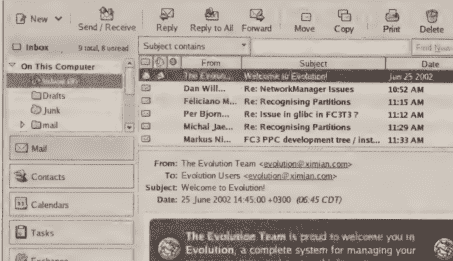 New
Send / Receive
Reply
Reply to All
Forward
Move
Copy
Print
Delete
Inbox
9 total, 8 unread
Subject contains
Find Now
On This Computer
Drafts
Junk
mail
From
Subject
Date
The Evolu... Welcome to Evolution! Jun 25 2002
Dan Will... Re: NetworkManager Issues 10:52 AM
Feliciano M... Re: Recognising Partitions 11:15 AM
Per Bjorn... Re: Issue in glibc in FC3T3 ? 11:12 AM
Michal Jae... Re: Recognising Partitions 11:29 AM
Markus Ni... FC3 PPC development tree / inst... 11:33 AM
Mail
Contacts
Calendars
Tasks
From: The Evolution Team <evolution@ximian.com>
To: Evolution Users <evolution@ximian.com>
Subject: Welcome to Evolution!
Date: 25 June 2002 14:45:00 +0300 (06:45 CDT)
The Evolution Team is proud to welcome you to
Evolution, a complete system for managing your